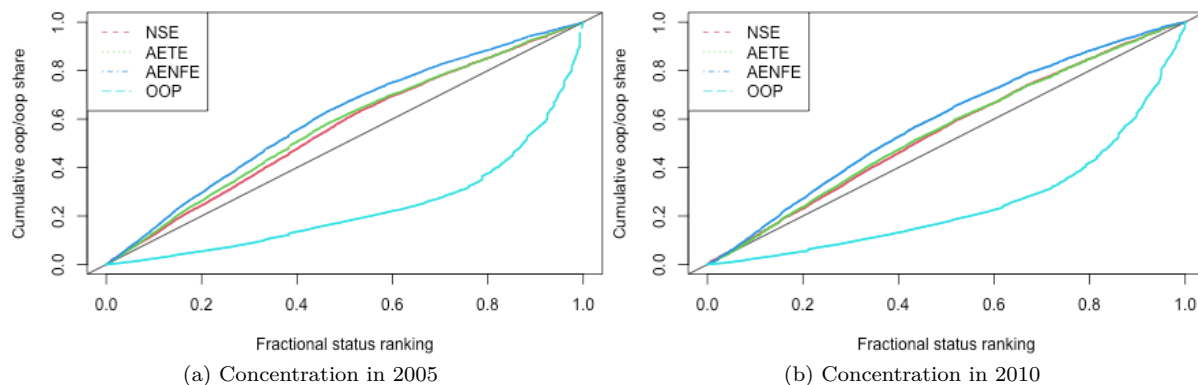 Cumulative oop/oop share
1.0
0.8
0.6
0.4
0.2
0.0
NSE
AETE
AENFE
OOP
0.0 0.2 0.4 0.6 0.8 1.0
Fractional status ranking
(a) Concentration in 2005
Cumulative oop/oop share
1.0
0.8
0.6
0.4
0.2
0.0
NSE
AETE
AENFE
OOP
0.0 0.2 0.4 0.6 0.8 1.0
Fractional status ranking
(b) Concentration in 2010